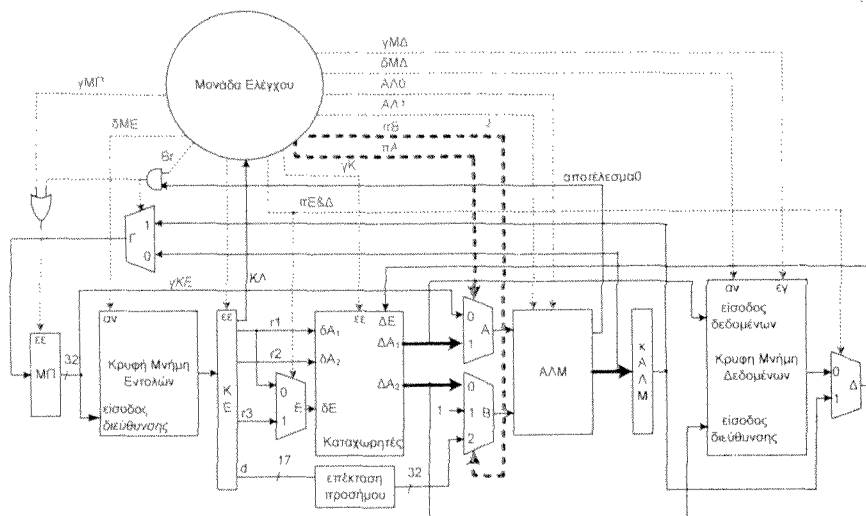 γΜΔ
δΜΔ
ΑΛ0
ΑΛ1
πΒ
πΑ
γΜΠ
Μονάδα Ελέγχου
δΜΕ
Br
γΚ
αποτέλεσμα0
πΕ&Δ
Γ
1
0
ΚΛ
γΚΕ
εε
ΜΠ
32
αν
Κρυφή Μνήμη
Εντολών
είσοδος
διεύθυνσης
εε
Κ
Ε
r1
r2
r3
d
17
0
1
Ε
εε
ΔΕ
δΑ1
δΑ2
δΕ
ΔΑ1
ΔΑ2
Καταχωρητές
επέκταση
προσήμου
32
0
1
Α
0
1
1
2
Β
ΑΛΜ
κ
Α
Λ
Μ
αν
εγ
είσοδος
δεδομένων
Κρυφη Μνήμη
Δεδομένων
είσοδος
διεύθυνσης
0
1
Δ